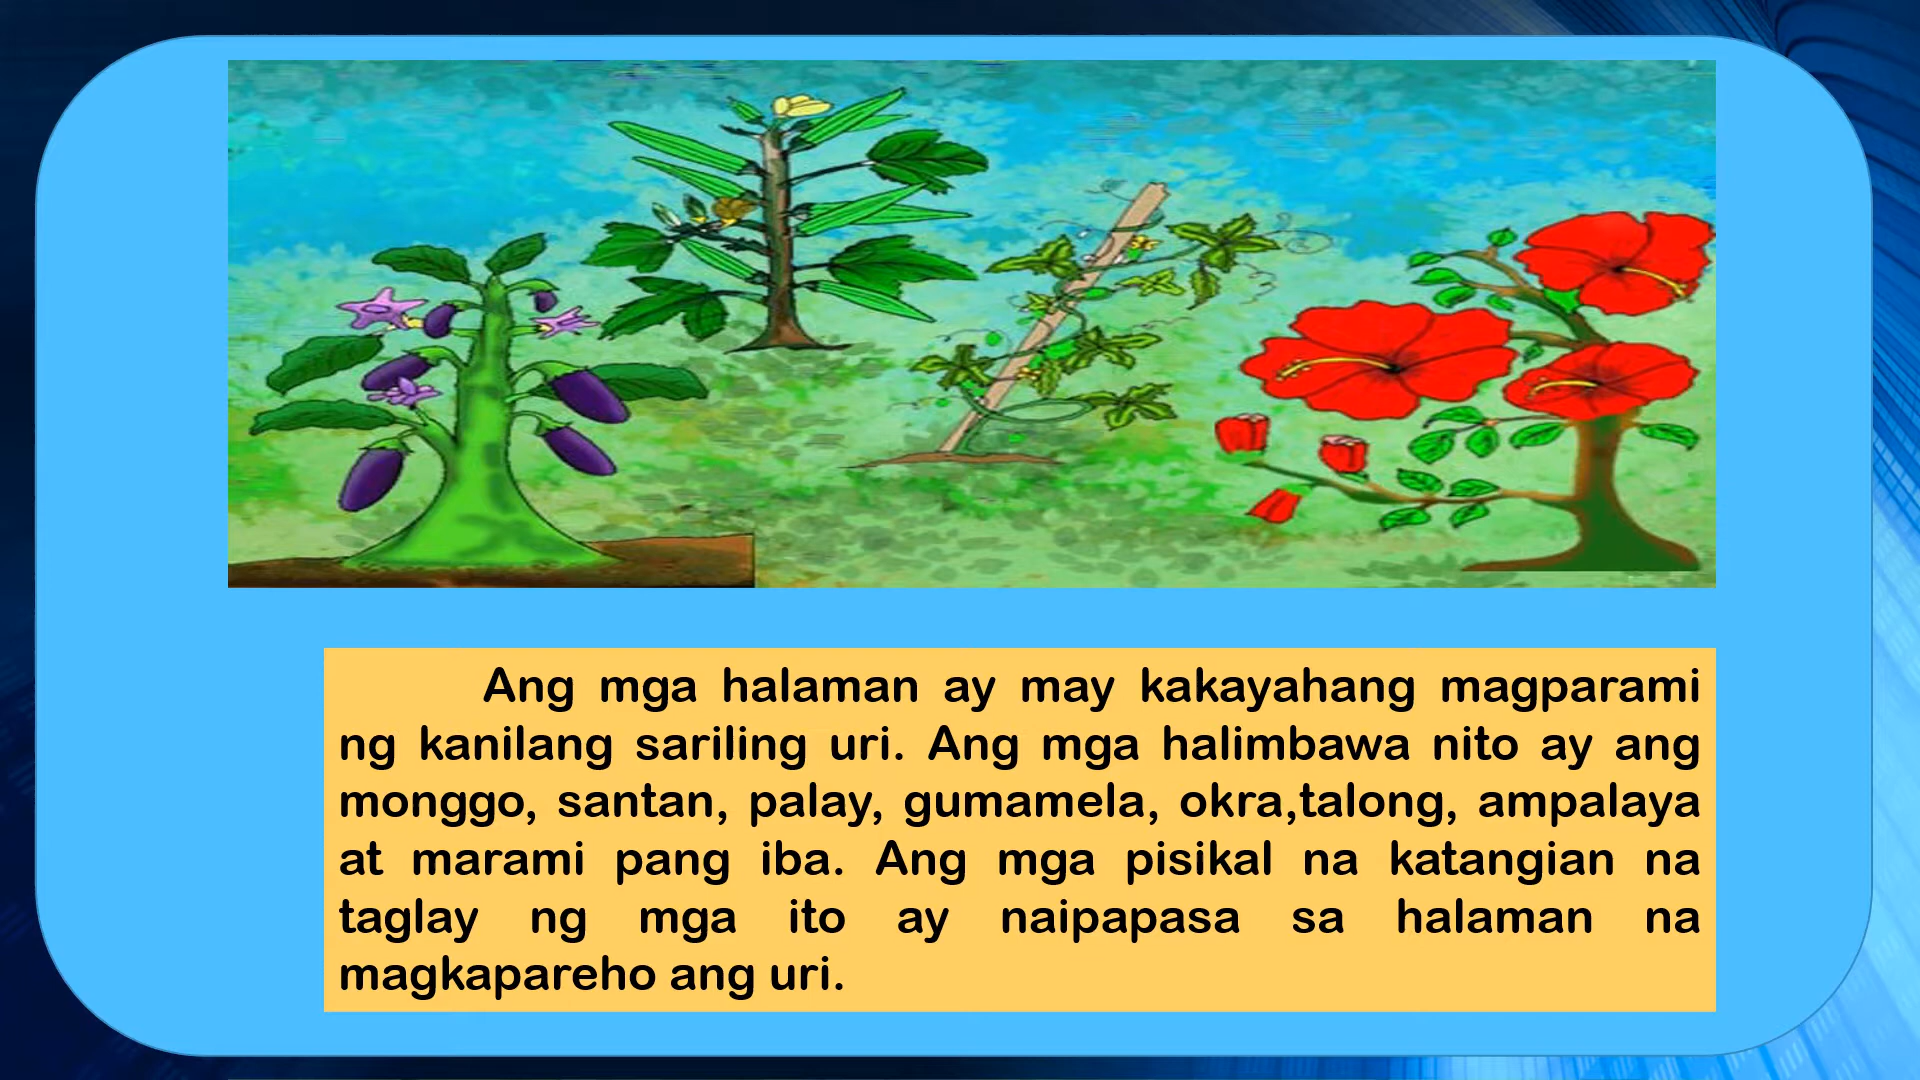 Ang mga halaman ay may kakayahang magparami
ng kanilang sariling uri. Ang mga halimbawa nito ay ang
monggo, santan, palay, gumamela, okra,talong, ampalaya
at marami pang iba. Ang mga pisikal na katangian na
taglay ng mga ito ay naipapasa sa halaman na
magkapareho ang uri.